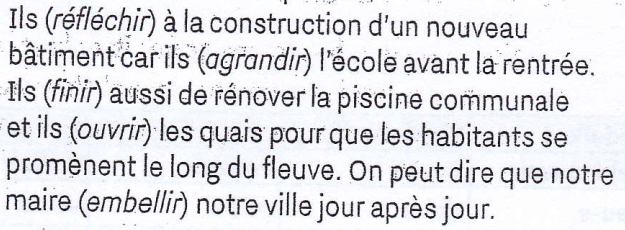 Ils (réfléchir) à la construction d'un nouveau
bâtiment car ils (agrandir) l'école avant la rentrée.
Ils (finir) aussi de rénover la piscine communale
et ils (ouvrir) les quais pour que les habitants se
promènent le long du fleuve. On peut dire que notre
maire (embellir) notre ville jour après jour.